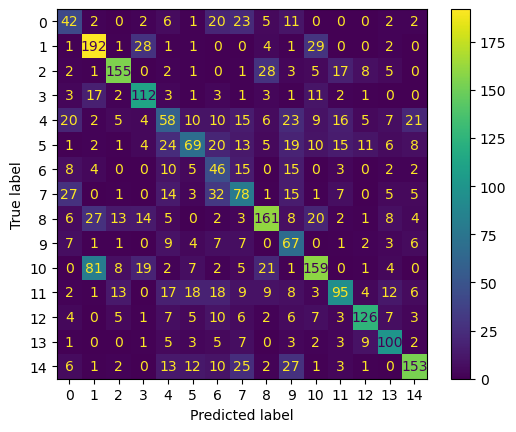 0 42 2 0 2 6 1 20 23 5 11 0 0 0 2 2
1 1 192 1 28 1 1 0 0 4 1 29 0 0 2 0
2 2 1 155 0 2 1 0 1 28 3 5 17 8 5 0
3 3 17 2 112 3 1 3 1 3 1 11 2 1 0 0
4 20 2 5 4 58 10 10 15 6 23 9 16 5 7 21
5 1 2 1 4 24 69 20 13 5 19 10 15 11 6 8
6 8 4 0 0 10 5 46 15 0 15 0 3 0 2 2
7 27 0 1 0 14 3 32 78 1 15 1 7 0 5 5
8 6 27 13 14 5 0 2 3 161 8 20 2 1 8 4
9 7 1 1 0 9 4 7 7 0 67 0 1 2 3 6
10 0 81 8 19 2 7 2 5 21 1 159 0 1 4 0
11 2 1 13 0 17 18 18 9 9 8 3 95 4 12 6
12 4 0 5 1 7 5 10 6 2 6 7 3 126 7 3
13 1 0 0 1 5 3 5 7 0 3 2 3 9 100 2
14 6 1 2 0 13 12 10 25 2 27 1 3 1 0 153
0 1 2 3 4 5 6 7 8 9 10 11 12 13 14
Predicted label
True label
175
150
125
100
75
50
25
0